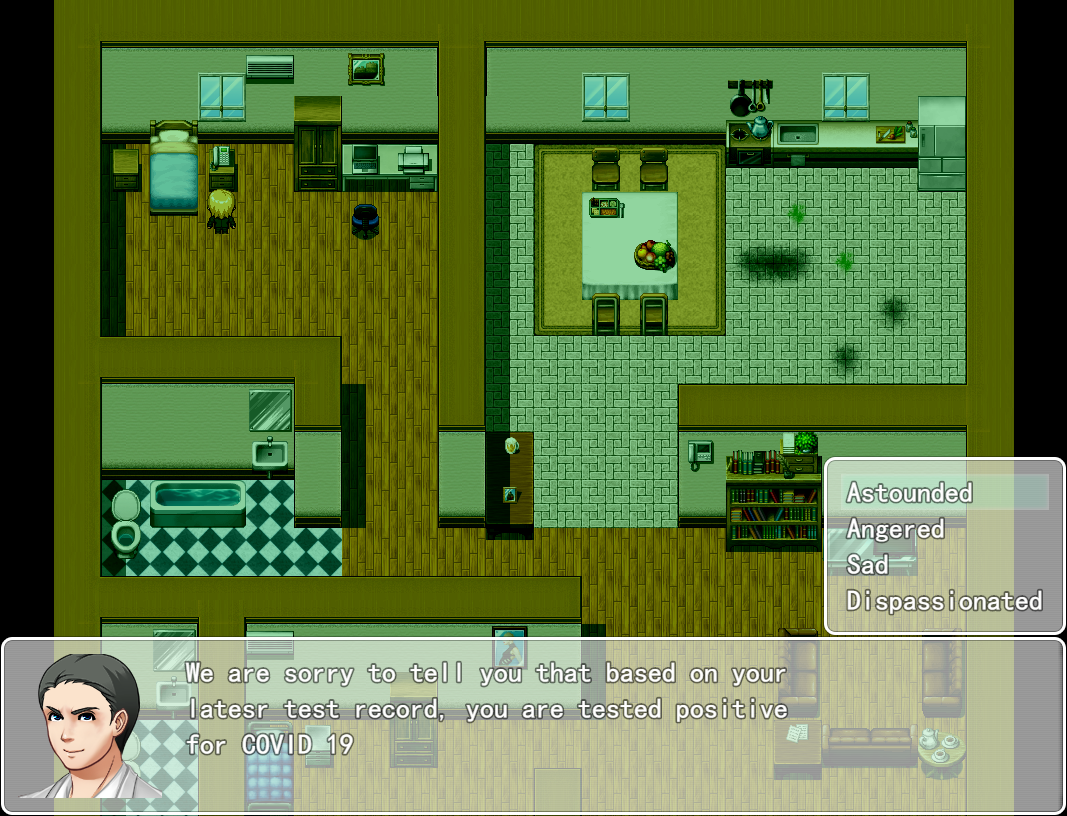 Astounded
Angered
Sad
Dispassionated
We are sorry to tell you that based on your
latesr test record, you are tested positive
for COVID 19